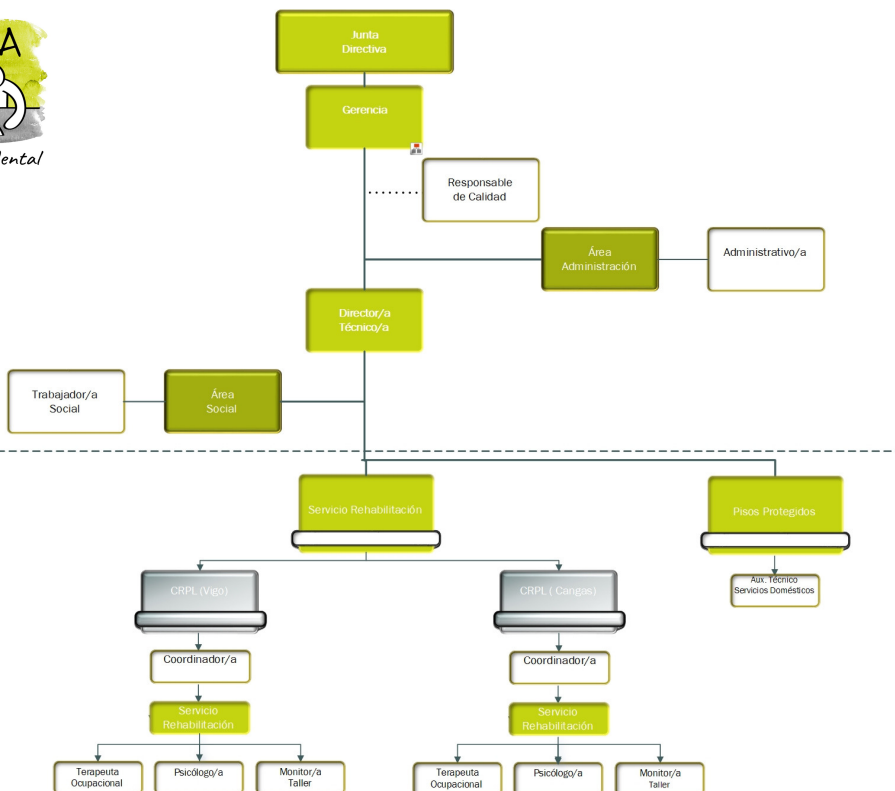 Junta
Directiva
Gerencia
Responsable
de Calidad
Área
Administración
Administrativo/a
Director/a
Técnico/a
Trabajador/a
Social
Área
Social
Servicio Rehabilitación
Pisos Protegidos
CRPL (Vigo)
CRPL ( Cangas)
Aux. Técnico
Servicios Domésticos
Coordinador/a
Coordinador/a
Servicio
Rehabilitación
Servicio
Rehabilitación
Terapeuta
Ocupacional
Psicólogo/a
Monitor/a
Taller
Terapeuta
Ocupacional
Psicólogo/a
Monitor/a
Taller